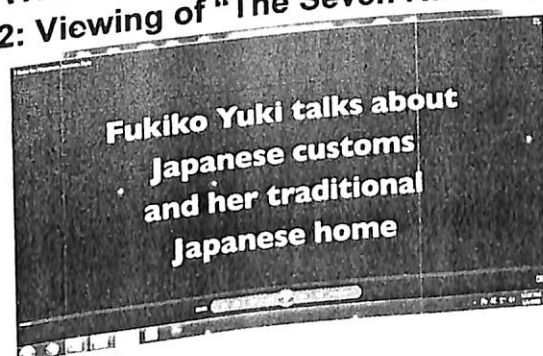 2: Viewing of "The Seven
Fukiko Yuki talks about
Japanese customs
and her traditional
Japanese home